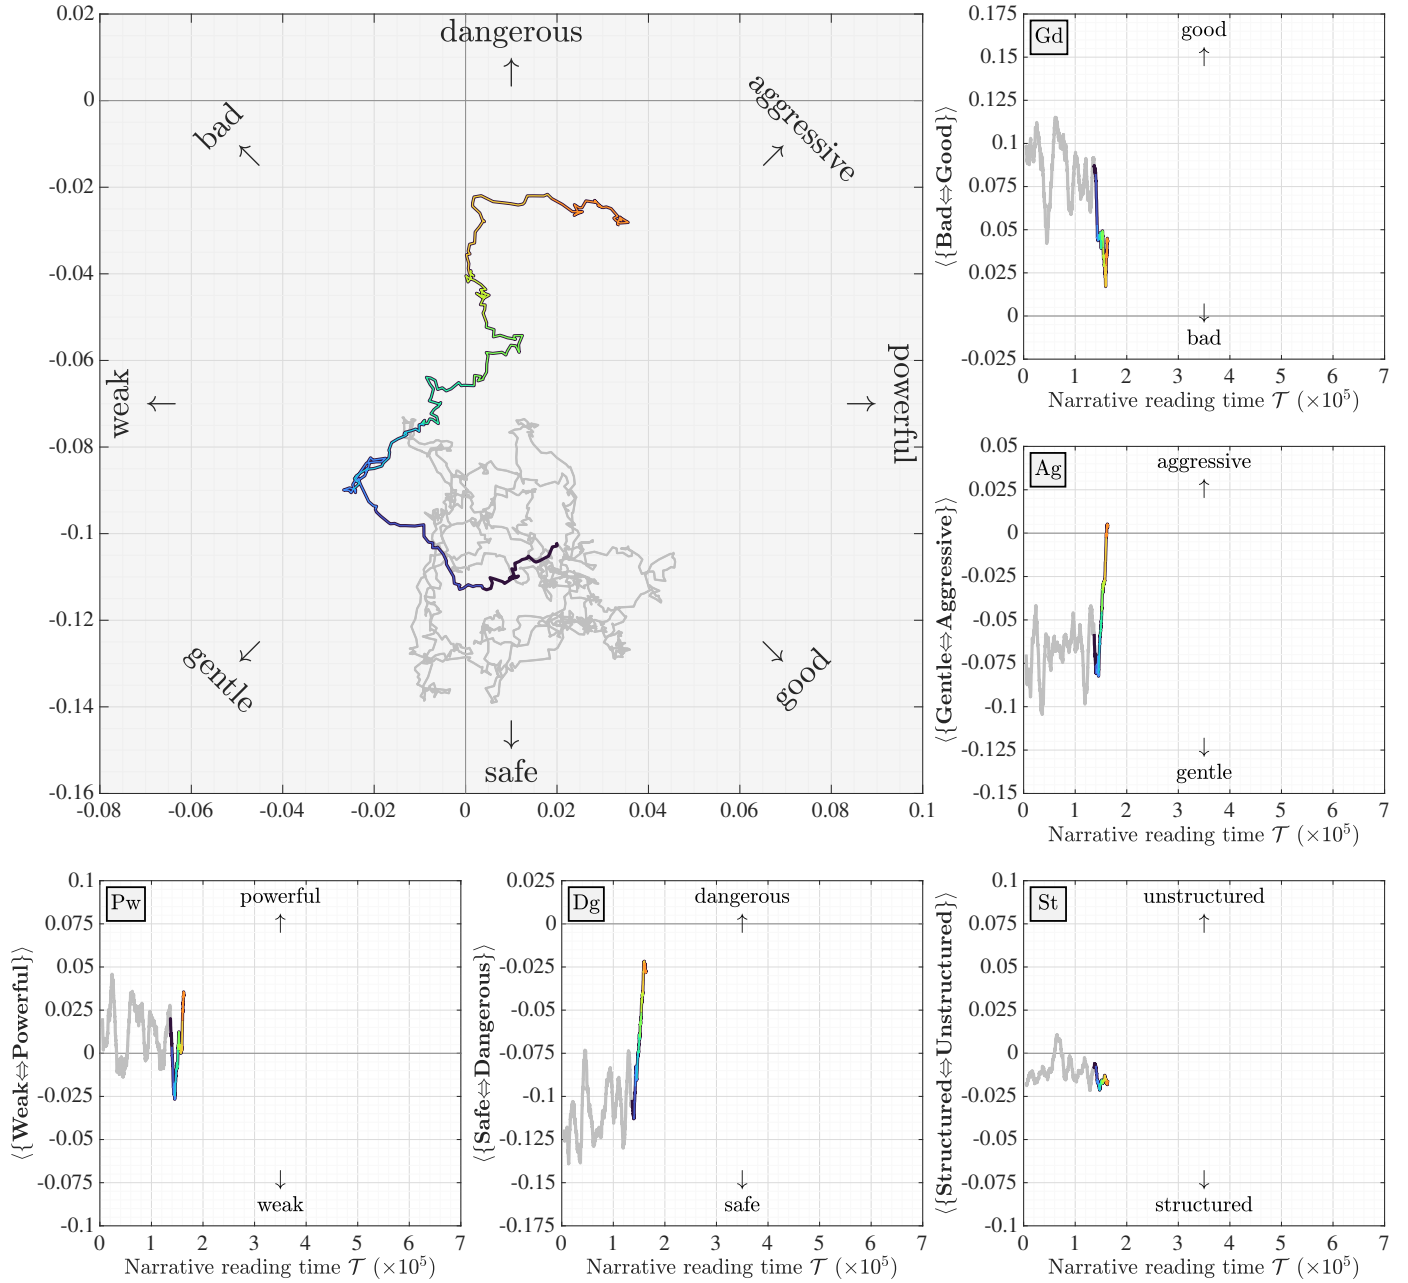 0.02
0
-0.02
-0.04
-0.06
-0.08
-0.1
-0.12
-0.14
-0.16
-0.08
-0.06
-0.04
-0.02
0
0.02
0.04
0.06
0.08
0.1
dangerous
↑
bad
↖
aggressive
↗
weak
←
powerful
→
gentle
↙
good
↘
↓
safe
Gd
good
↑
0.175
0.15
0.125
0.1
0.075
0.05
0.025
0
-0.025
↓
bad
0 1 2 3 4 5 6 7
Narrative reading time 𝒯 (×10⁵)
⟨{Bad⇔Good}⟩
Ag
aggressive
↑
0.05
0.025
0
-0.025
-0.05
-0.075
-0.1
-0.125
-0.15
↓
gentle
0 1 2 3 4 5 6 7
Narrative reading time 𝒯 (×10⁵)
⟨{Gentle⇔Aggressive}⟩
Pw
powerful
↑
0.1
0.075
0.05
0.025
0
-0.025
-0.05
-0.075
-0.1
↓
weak
0 1 2 3 4 5 6 7
Narrative reading time 𝒯 (×10⁵)
⟨{Weak⇔Powerful}⟩
Dg
dangerous
↑
0.025
0
-0.025
-0.05
-0.075
-0.1
-0.125
-0.15
-0.175
↓
safe
0 1 2 3 4 5 6 7
Narrative reading time 𝒯 (×10⁵)
⟨{Safe⇔Dangerous}⟩
St
unstructured
↑
0.1
0.075
0.05
0.025
0
-0.025
-0.05
-0.075
-0.1
↓
structured
0 1 2 3 4 5 6 7
Narrative reading time 𝒯 (×10⁵)
⟨{Structured⇔Unstructured}⟩